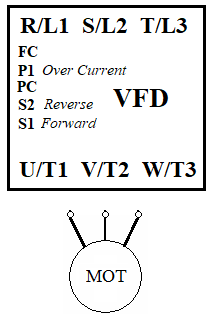 R/L1 S/L2 T/L3
FC
P1 Over Current
PC
S2 Reverse
VFD
S1 Forward
U/T1 V/T2 W/T3
MOT